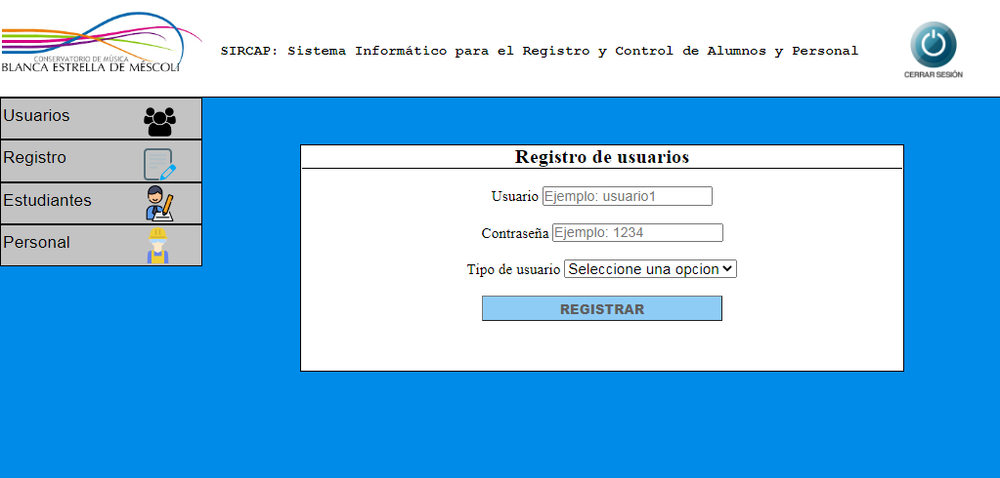 CONSERVATORIO DE MÚSICA
BLANCA ESTRELLA DE MÉSCOLI
SIRCAP: Sistema Informático para el Registro y Control de Alumnos y Personal
CERRAR SESIÓN
Usuarios
Registro
Estudiantes
Personal
Registro de usuarios
Usuario Ejemplo: usuario1
Contraseña Ejemplo: 1234
Tipo de usuario Seleccione una opcion
REGISTRAR